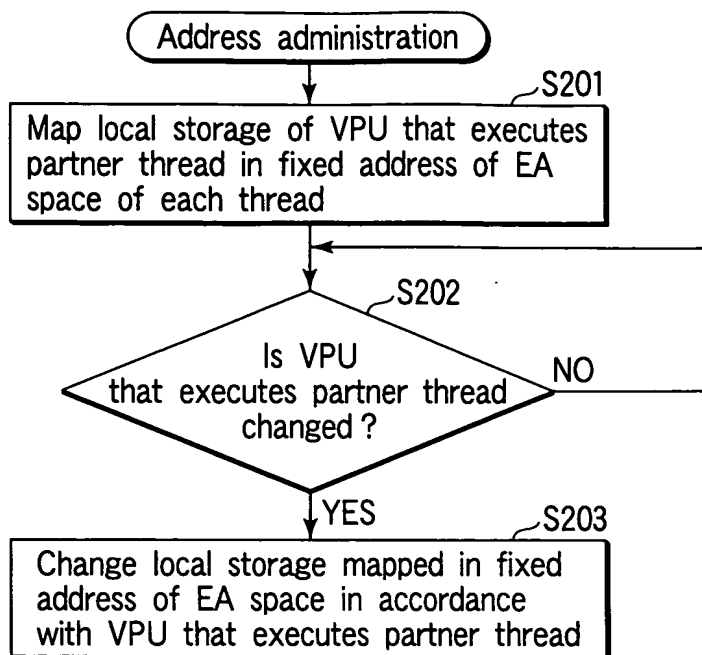 Address administration
S201
Map local storage of VPU that executes
partner thread in fixed address of EA
space of each thread
S202
Is VPU
that executes partner thread
changed ?
NO
YES
S203
Change local storage mapped in fixed
address of EA space in accordance
with VPU that executes partner thread